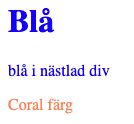 Blå
blå i nästlad div
Coral färg